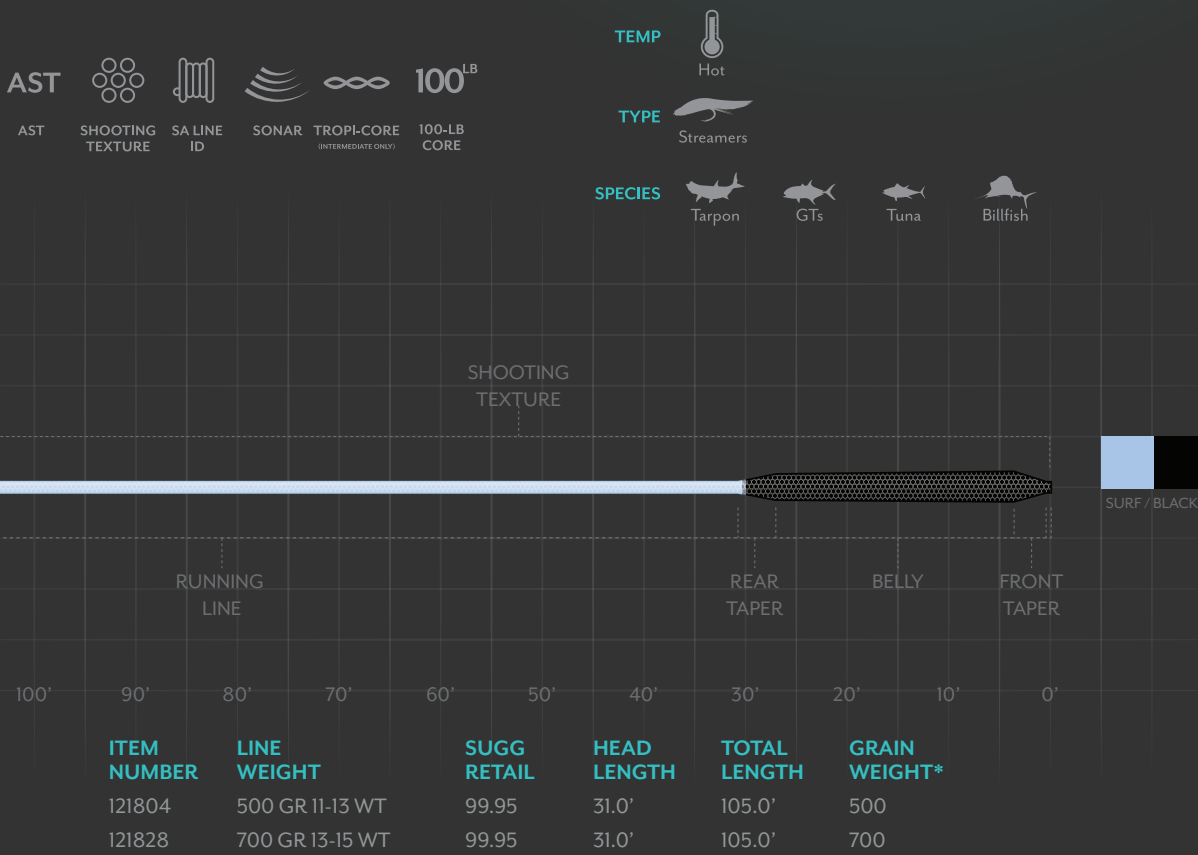 TEMP
Hot
AST
100LB
AST
SHOOTING TEXTURE
SA LINE ID
SONAR
TROPI-CORE
(INTERMEDIATE ONLY)
100-LB CORE
TYPE
Streamers
SPECIES
Tarpon GTs Tuna Billfish
SHOOTING
TEXTURE
SURF / BLACK
RUNNING
LINE
REAR
TAPER
BELLY
FRONT
TAPER
100’ 90’ 80’ 70’ 60’ 50’ 40’ 30’ 20’ 10’ 0’
ITEM NUMBER LINE WEIGHT SUGG RETAIL HEAD LENGTH TOTAL LENGTH GRAIN WEIGHT*
121804 500 GR 11-13 WT 99.95 31.0’ 105.0’ 500
121828 700 GR 13-15 WT 99.95 31.0’ 105.0’ 700